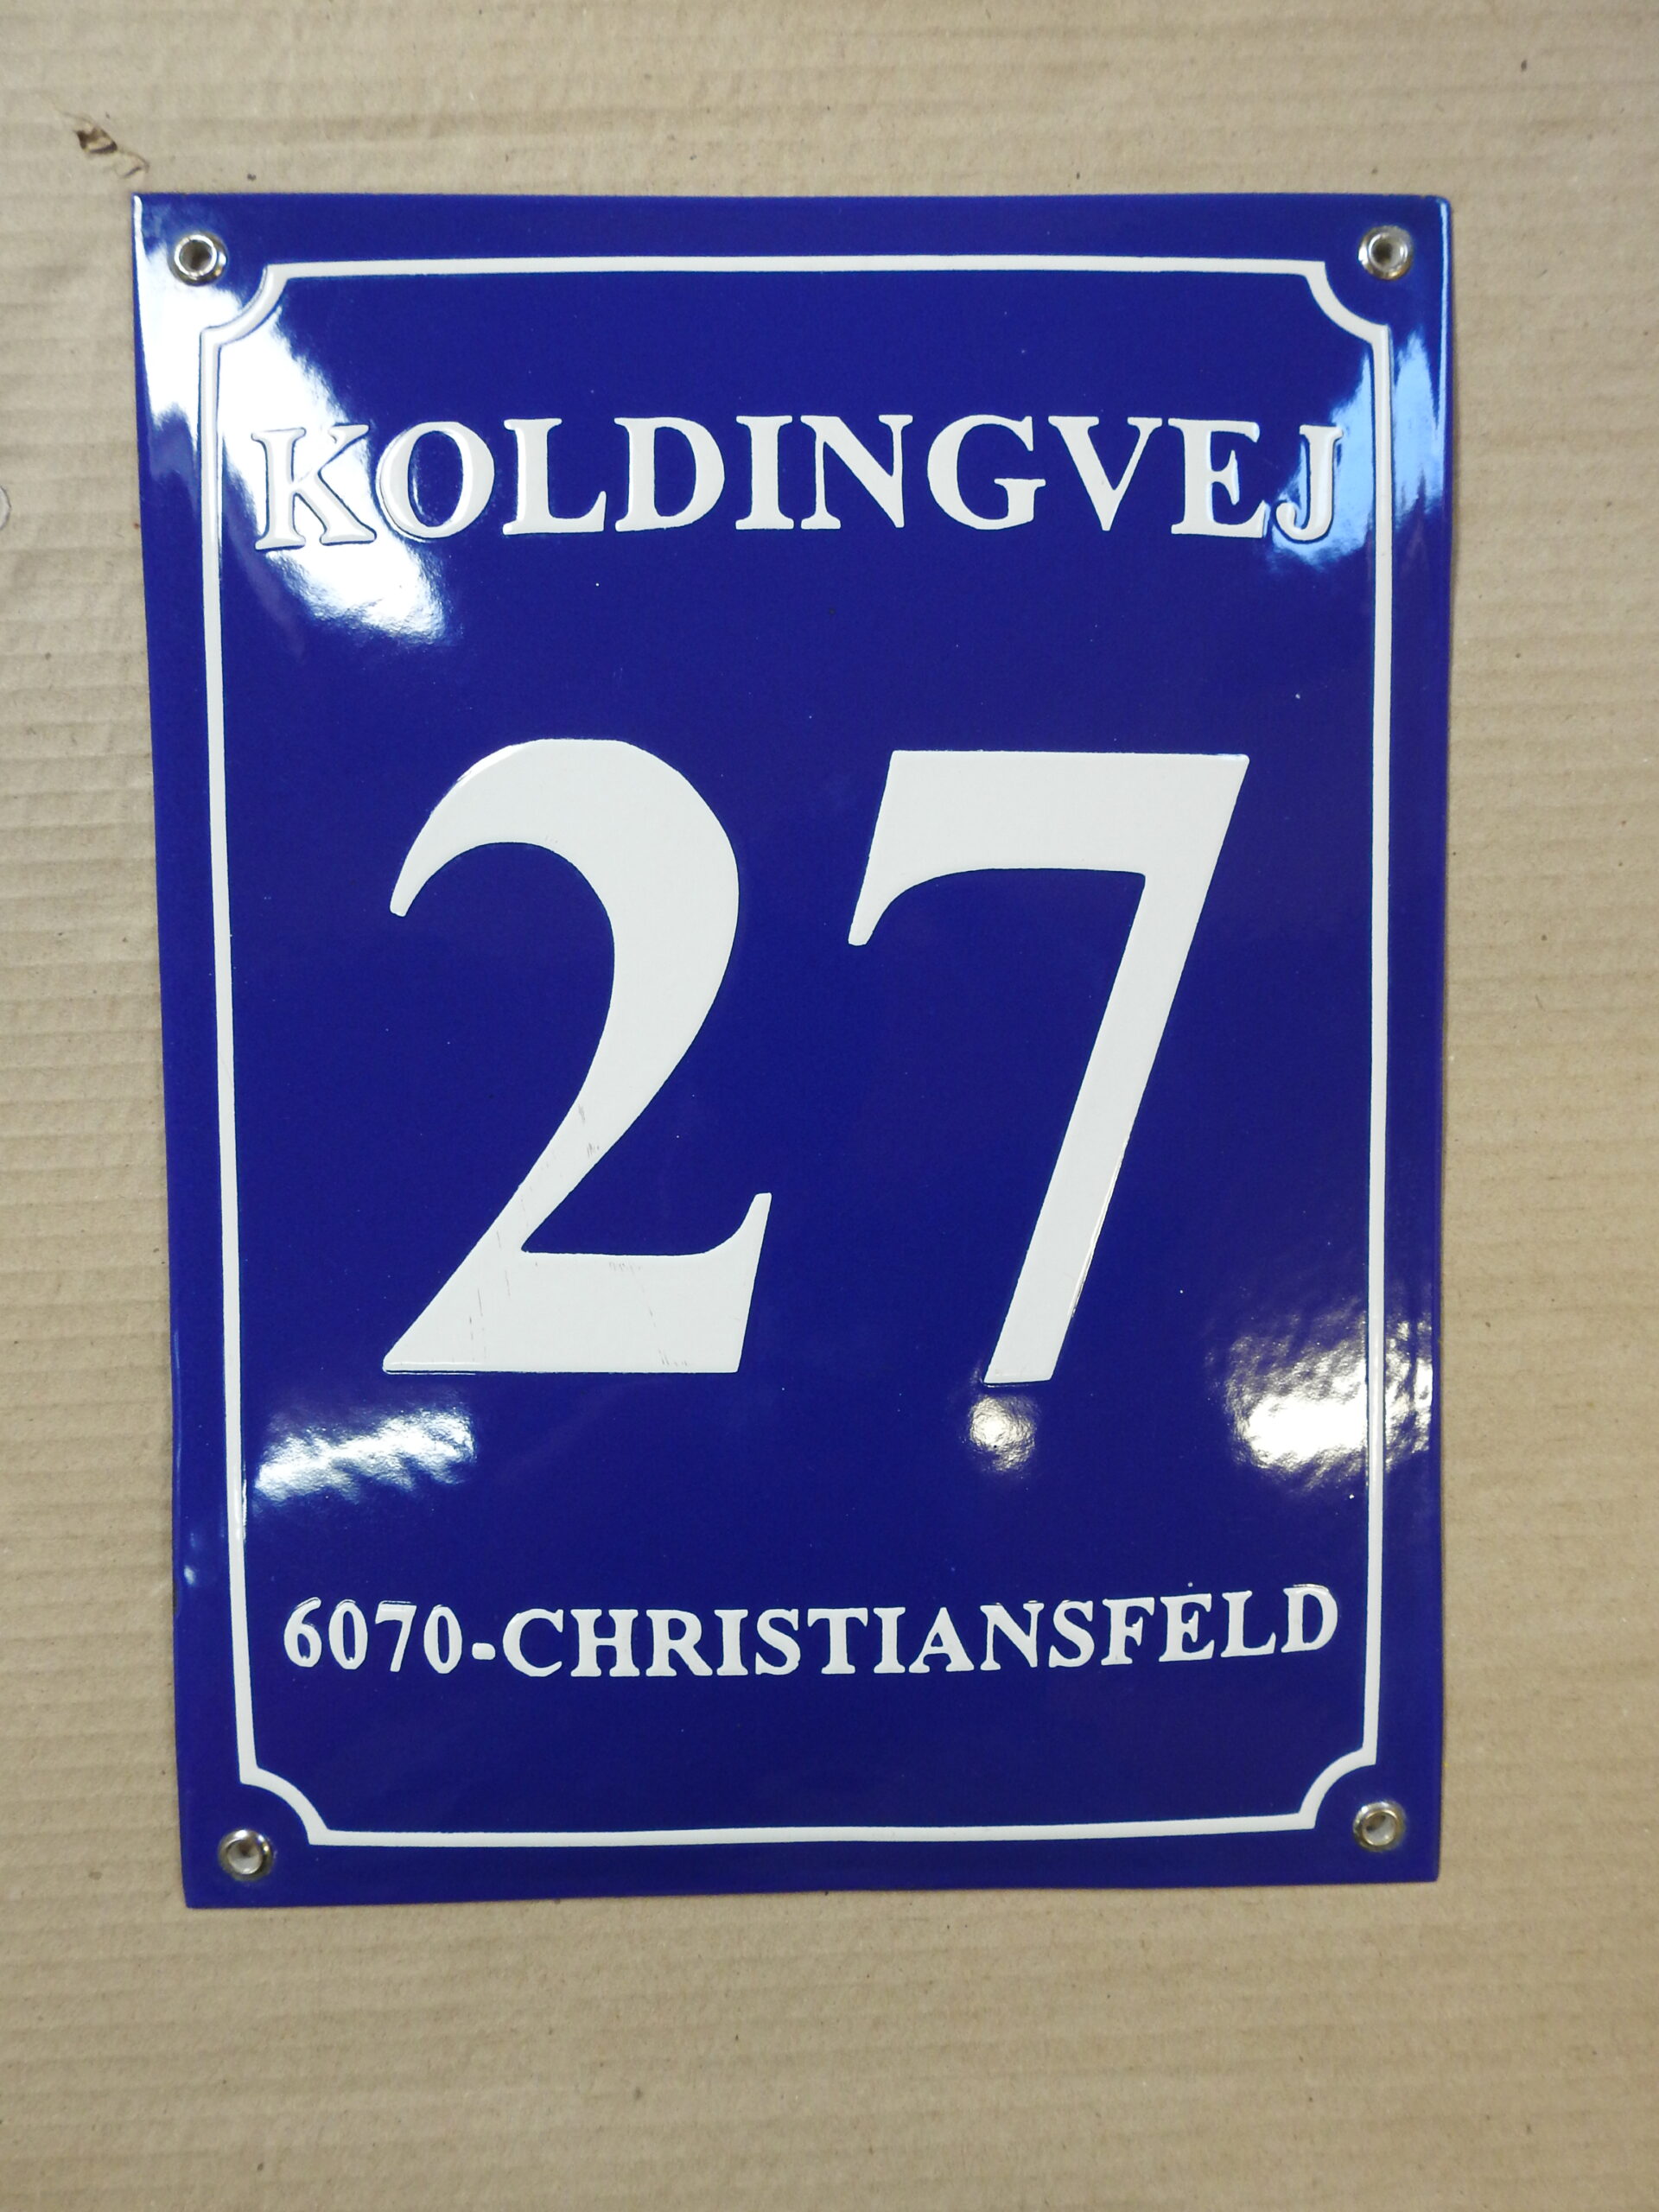 KOLDINGVEJ
27
6070-CHRISTIANSFELD